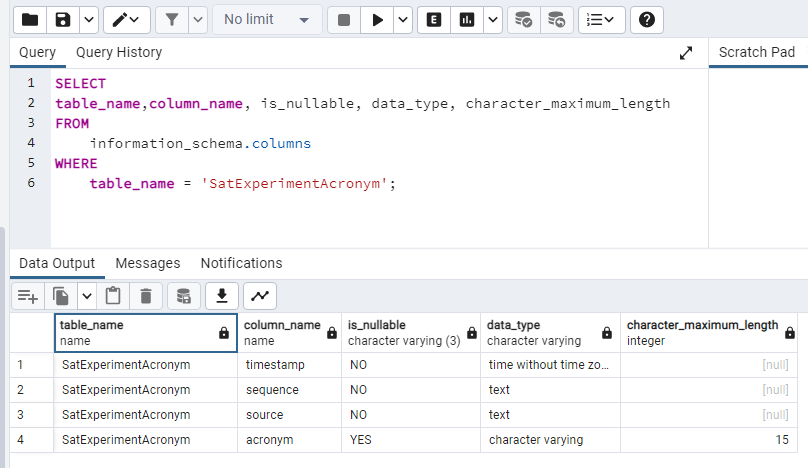 No limit
E
Query Query History Scratch Pad
1 SELECT
2 table_name,column_name, is_nullable, data_type, character_maximum_length
3 FROM
4 information_schema.columns
5 WHERE
6 table_name = 'SatExperimentAcronym';
Data Output Messages Notifications
table_name column_name is_nullable data_type character_maximum_length
name name character varying (3) character varying integer
1 SatExperimentAcronym timestamp NO time without time zo... [null]
2 SatExperimentAcronym sequence NO text [null]
3 SatExperimentAcronym source NO text [null]
4 SatExperimentAcronym acronym YES character varying 15